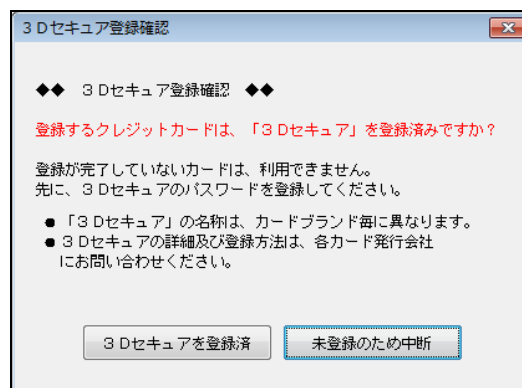 ３Ｄセキュア登録確認
◆◆　３Ｄセキュア登録確認　◆◆
登録するクレジットカードは、「３Ｄセキュア」を登録済みですか？
登録が完了していないカードは、利用できません。
先に、３Ｄセキュアのパスワードを登録してください。
●「３Ｄセキュア」の名称は、カードブランド毎に異なります。
●３Ｄセキュアの詳細及び登録方法は、各カード発行会社
にお問い合わせください。
３Ｄセキュアを登録済　未登録のため中断